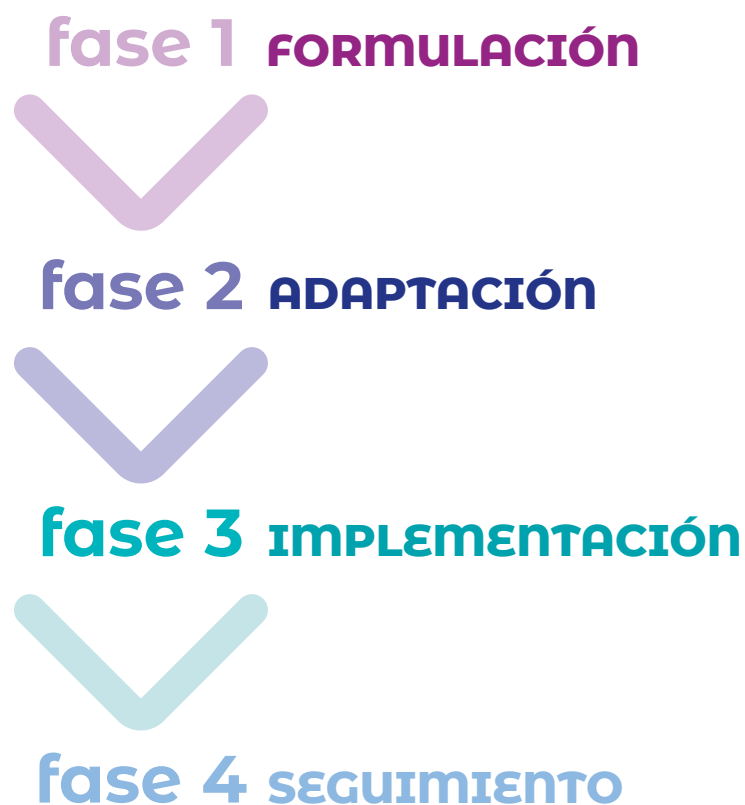 fase 1 FORMULACIÓN
fase 2 ADAPTACIÓN
fase 3 IMPLEMENTACIÓN
fase 4 SEGUIMIENTO